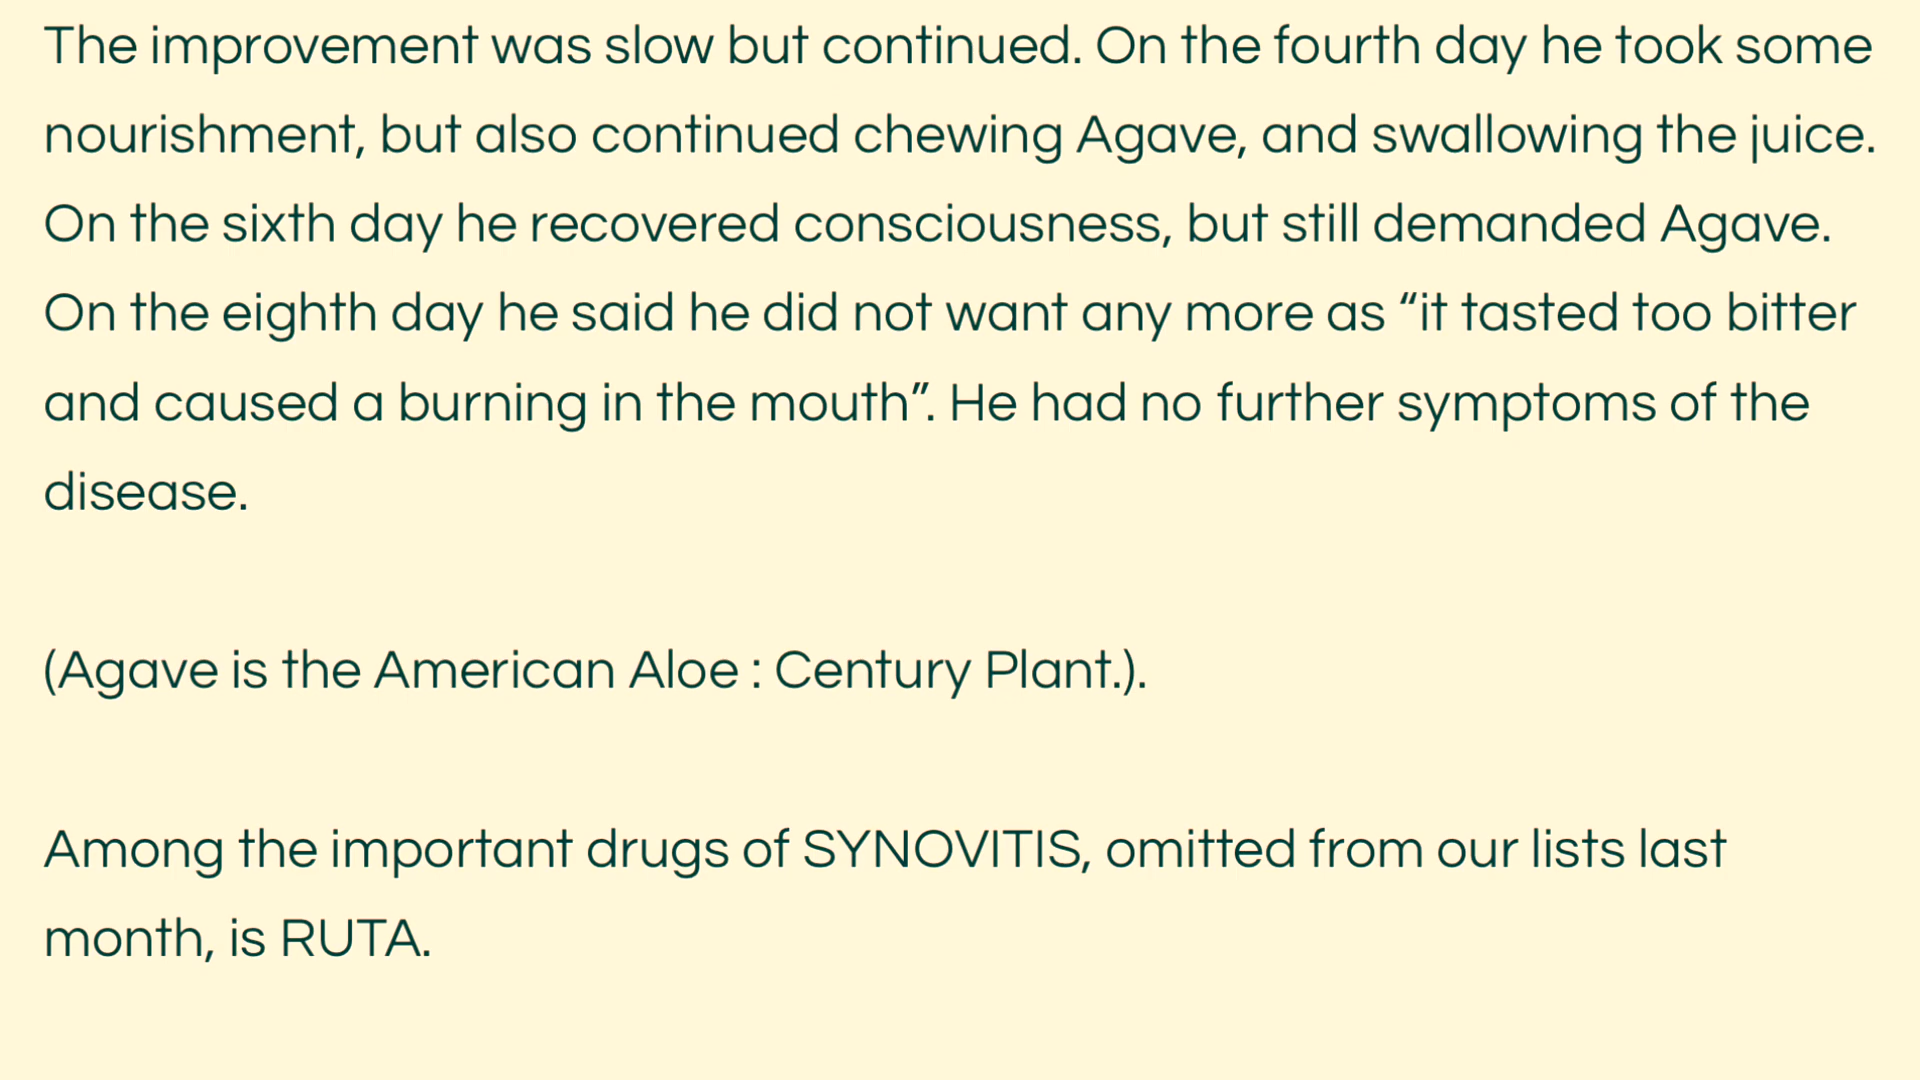 The improvement was slow but continued. On the fourth day he took some
nourishment, but also continued chewing Agave, and swallowing the juice.
On the sixth day he recovered consciousness, but still demanded Agave.
On the eighth day he said he did not want any more as “it tasted too bitter
and caused a burning in the mouth”. He had no further symptoms of the
disease.
(Agave is the American Aloe : Century Plant.).
Among the important drugs of SYNOVITIS, omitted from our lists last
month, is RUTA.